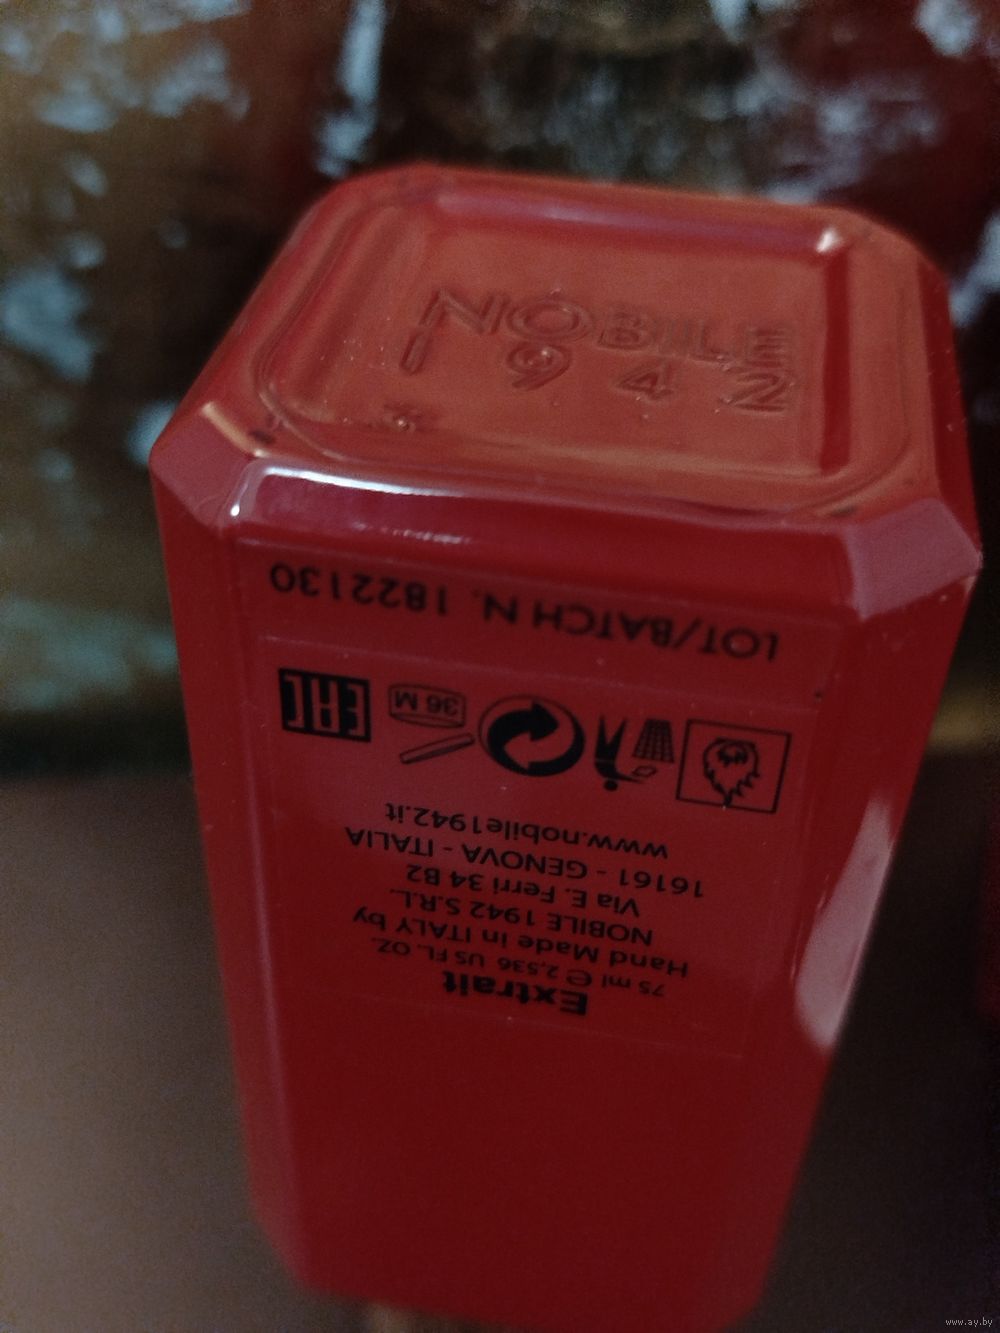 NOBILE
1942
Extrait
75 ml ℮ 2,536 US FL. OZ.
Hand Made in ITALY by
NOBILE 1942 S.R.L.
Via E. Ferri 34 B2
16161 - GENOVA - ITALIA
www.nobile1942.it
36 M
EAC
LOT/BATCH N. 1822130
www.ay.by